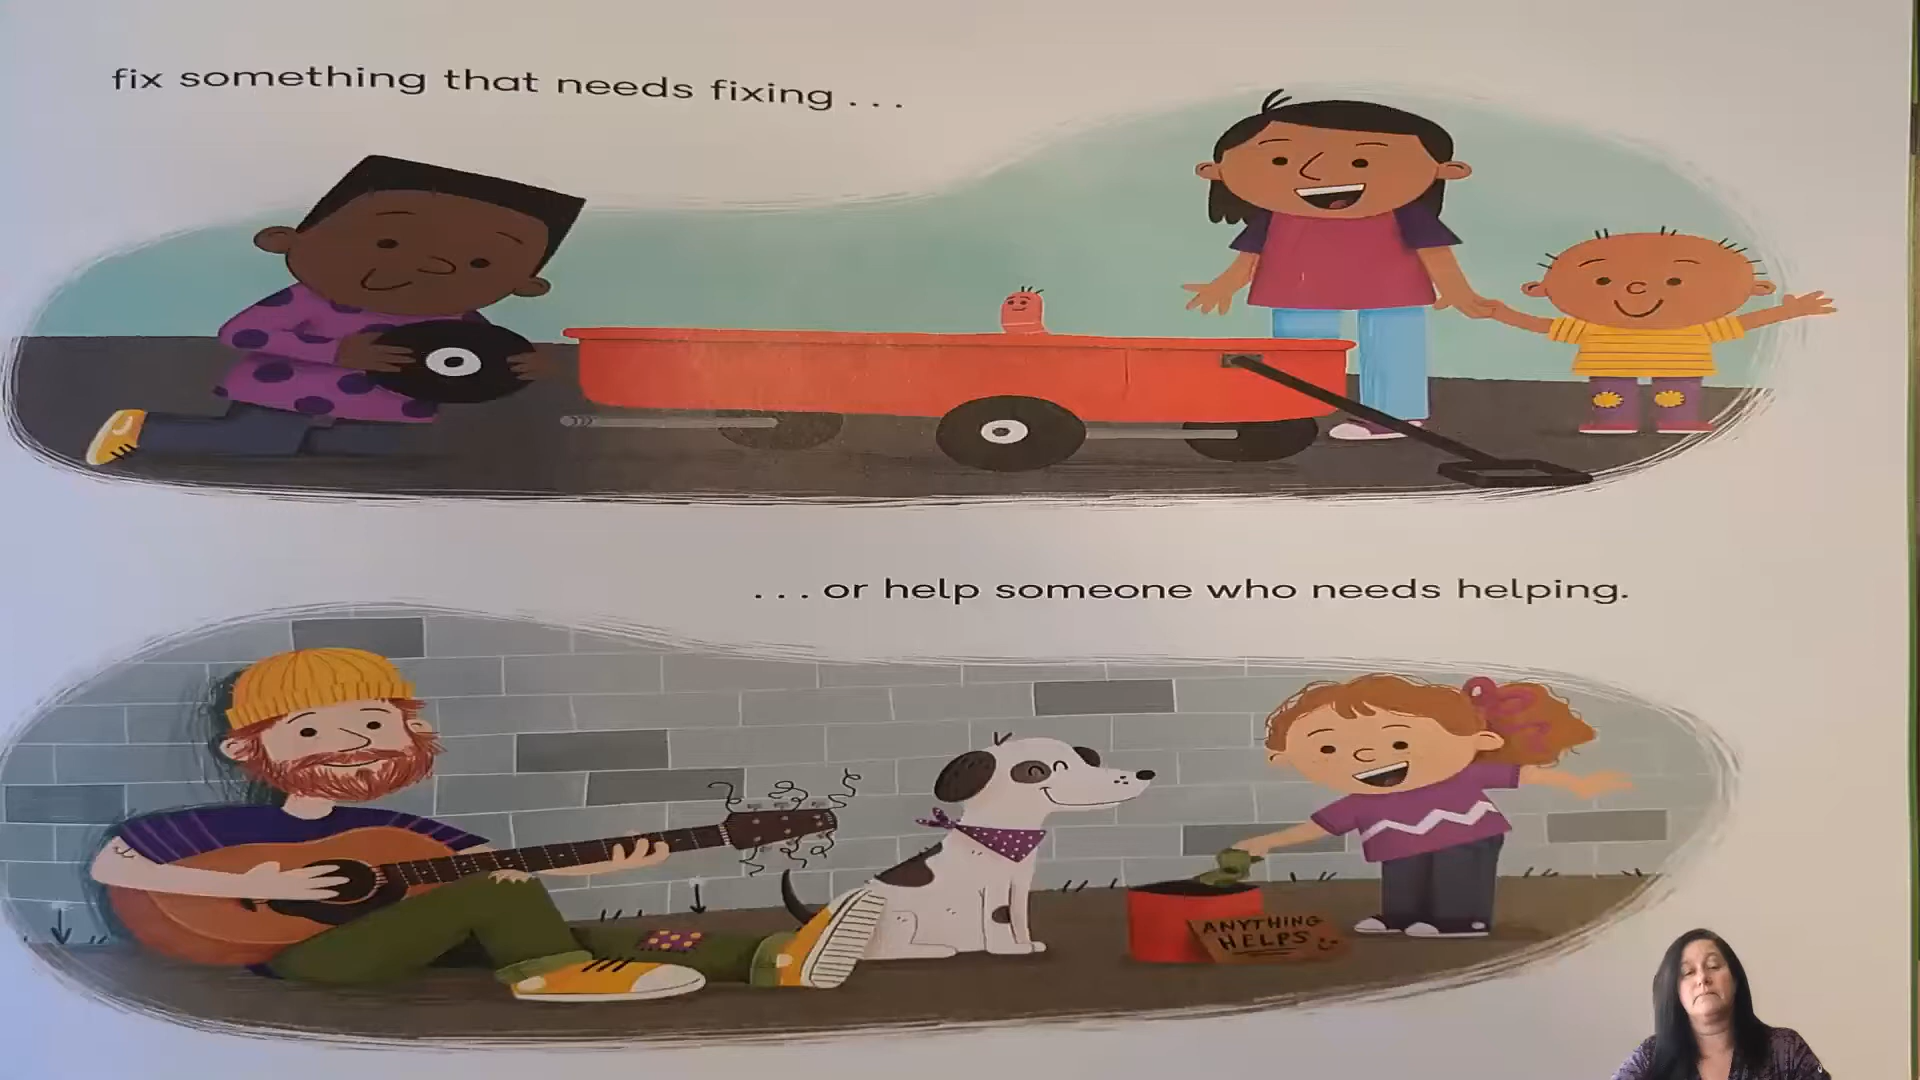 fix something that needs fixing . . .
. . . or help someone who needs helping.
ANYTHING
HELPS